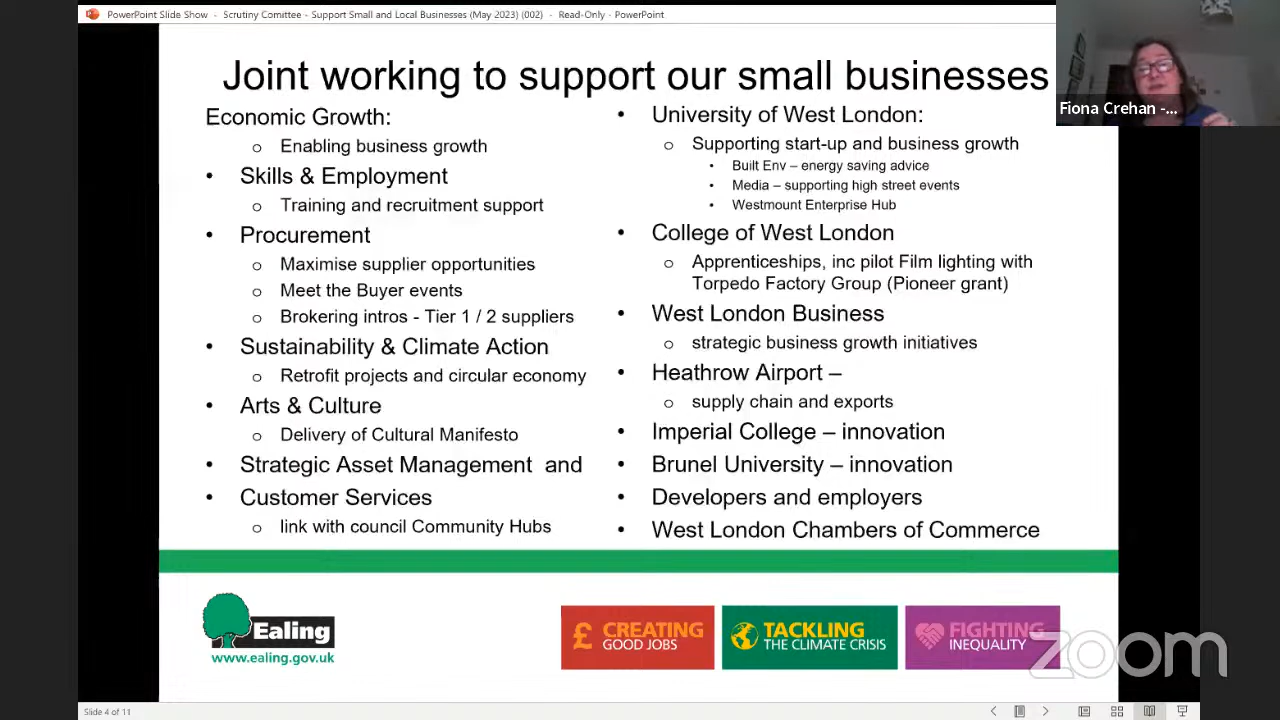 PowerPoint Slide Show - Scrutiny Comittee - Support Small and Local Businesses (May 2023) (002) - Read-Only - PowerPoint
Fiona Crehan -...
Joint working to support our small businesses
Economic Growth:
o Enabling business growth
• Skills & Employment
o Training and recruitment support
• Procurement
o Maximise supplier opportunities
o Meet the Buyer events
o Brokering intros - Tier 1 / 2 suppliers
• Sustainability & Climate Action
o Retrofit projects and circular economy
• Arts & Culture
o Delivery of Cultural Manifesto
• Strategic Asset Management and
• Customer Services
o link with council Community Hubs
• University of West London:
o Supporting start-up and business growth
• Built Env – energy saving advice
• Media – supporting high street events
• Westmount Enterprise Hub
• College of West London
o Apprenticeships, inc pilot Film lighting with
Torpedo Factory Group (Pioneer grant)
• West London Business
o strategic business growth initiatives
• Heathrow Airport –
o supply chain and exports
• Imperial College – innovation
• Brunel University – innovation
• Developers and employers
• West London Chambers of Commerce
Ealing
www.ealing.gov.uk
£ CREATING
GOOD JOBS
TACKLING
THE CLIMATE CRISIS
FIGHTING
INEQUALITY
zoom
Slide 4 of 11